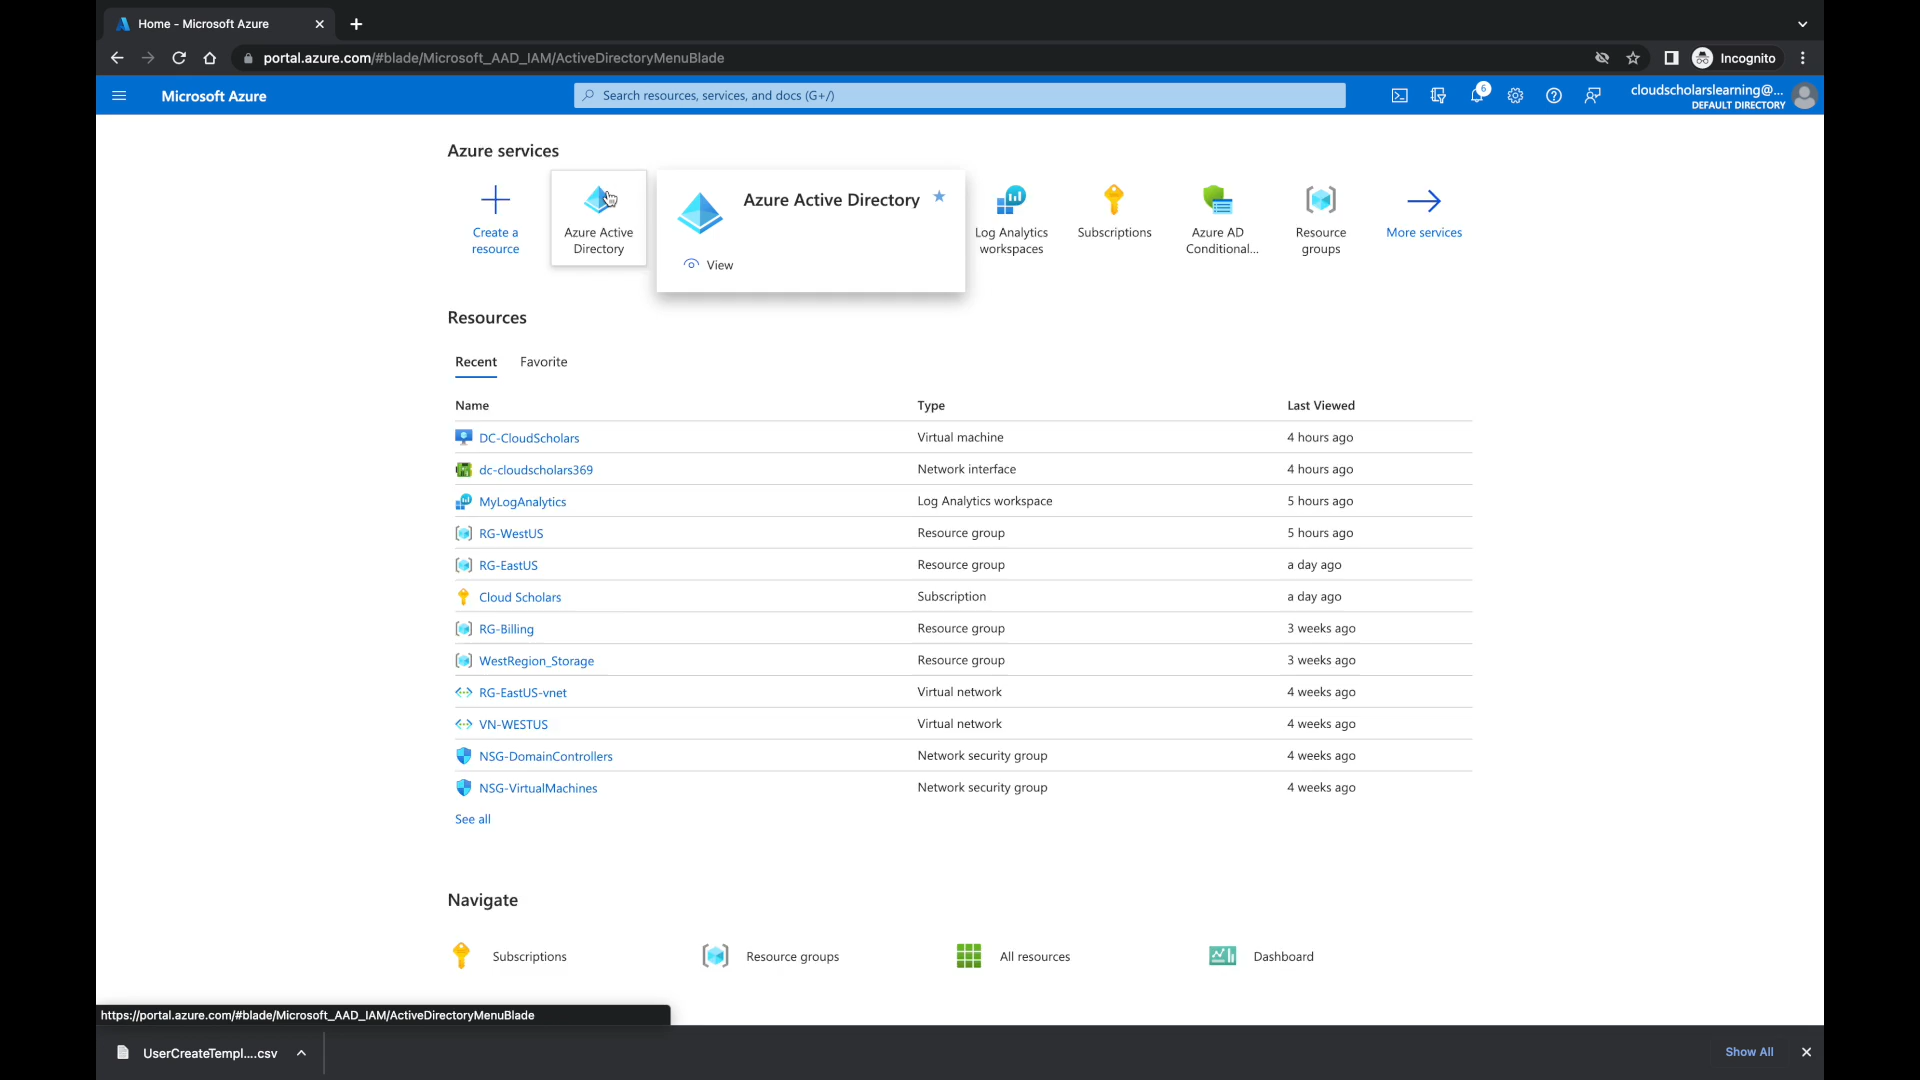 Home - Microsoft Azure
portal.azure.com/#blade/Microsoft_AAD_IAM/ActiveDirectoryMenuBlade
Incognito
Microsoft Azure
Search resources, services, and docs (G+/)
6
cloudscholarslearning@...
DEFAULT DIRECTORY
Azure services
Create a
resource
Azure Active
Directory
Azure Active Directory
View
Log Analytics
workspaces
Subscriptions
Azure AD
Conditional...
Resource
groups
More services
Resources
Recent Favorite
Name Type Last Viewed
DC-CloudScholars Virtual machine 4 hours ago
dc-cloudscholars369 Network interface 4 hours ago
MyLogAnalytics Log Analytics workspace 5 hours ago
RG-WestUS Resource group 5 hours ago
RG-EastUS Resource group a day ago
Cloud Scholars Subscription a day ago
RG-Billing Resource group 3 weeks ago
WestRegion_Storage Resource group 3 weeks ago
RG-EastUS-vnet Virtual network 4 weeks ago
VN-WESTUS Virtual network 4 weeks ago
NSG-DomainControllers Network security group 4 weeks ago
NSG-VirtualMachines Network security group 4 weeks ago
See all
Navigate
Subscriptions Resource groups All resources Dashboard
https://portal.azure.com/#blade/Microsoft_AAD_IAM/ActiveDirectoryMenuBlade
UserCreateTempl....csv
Show All